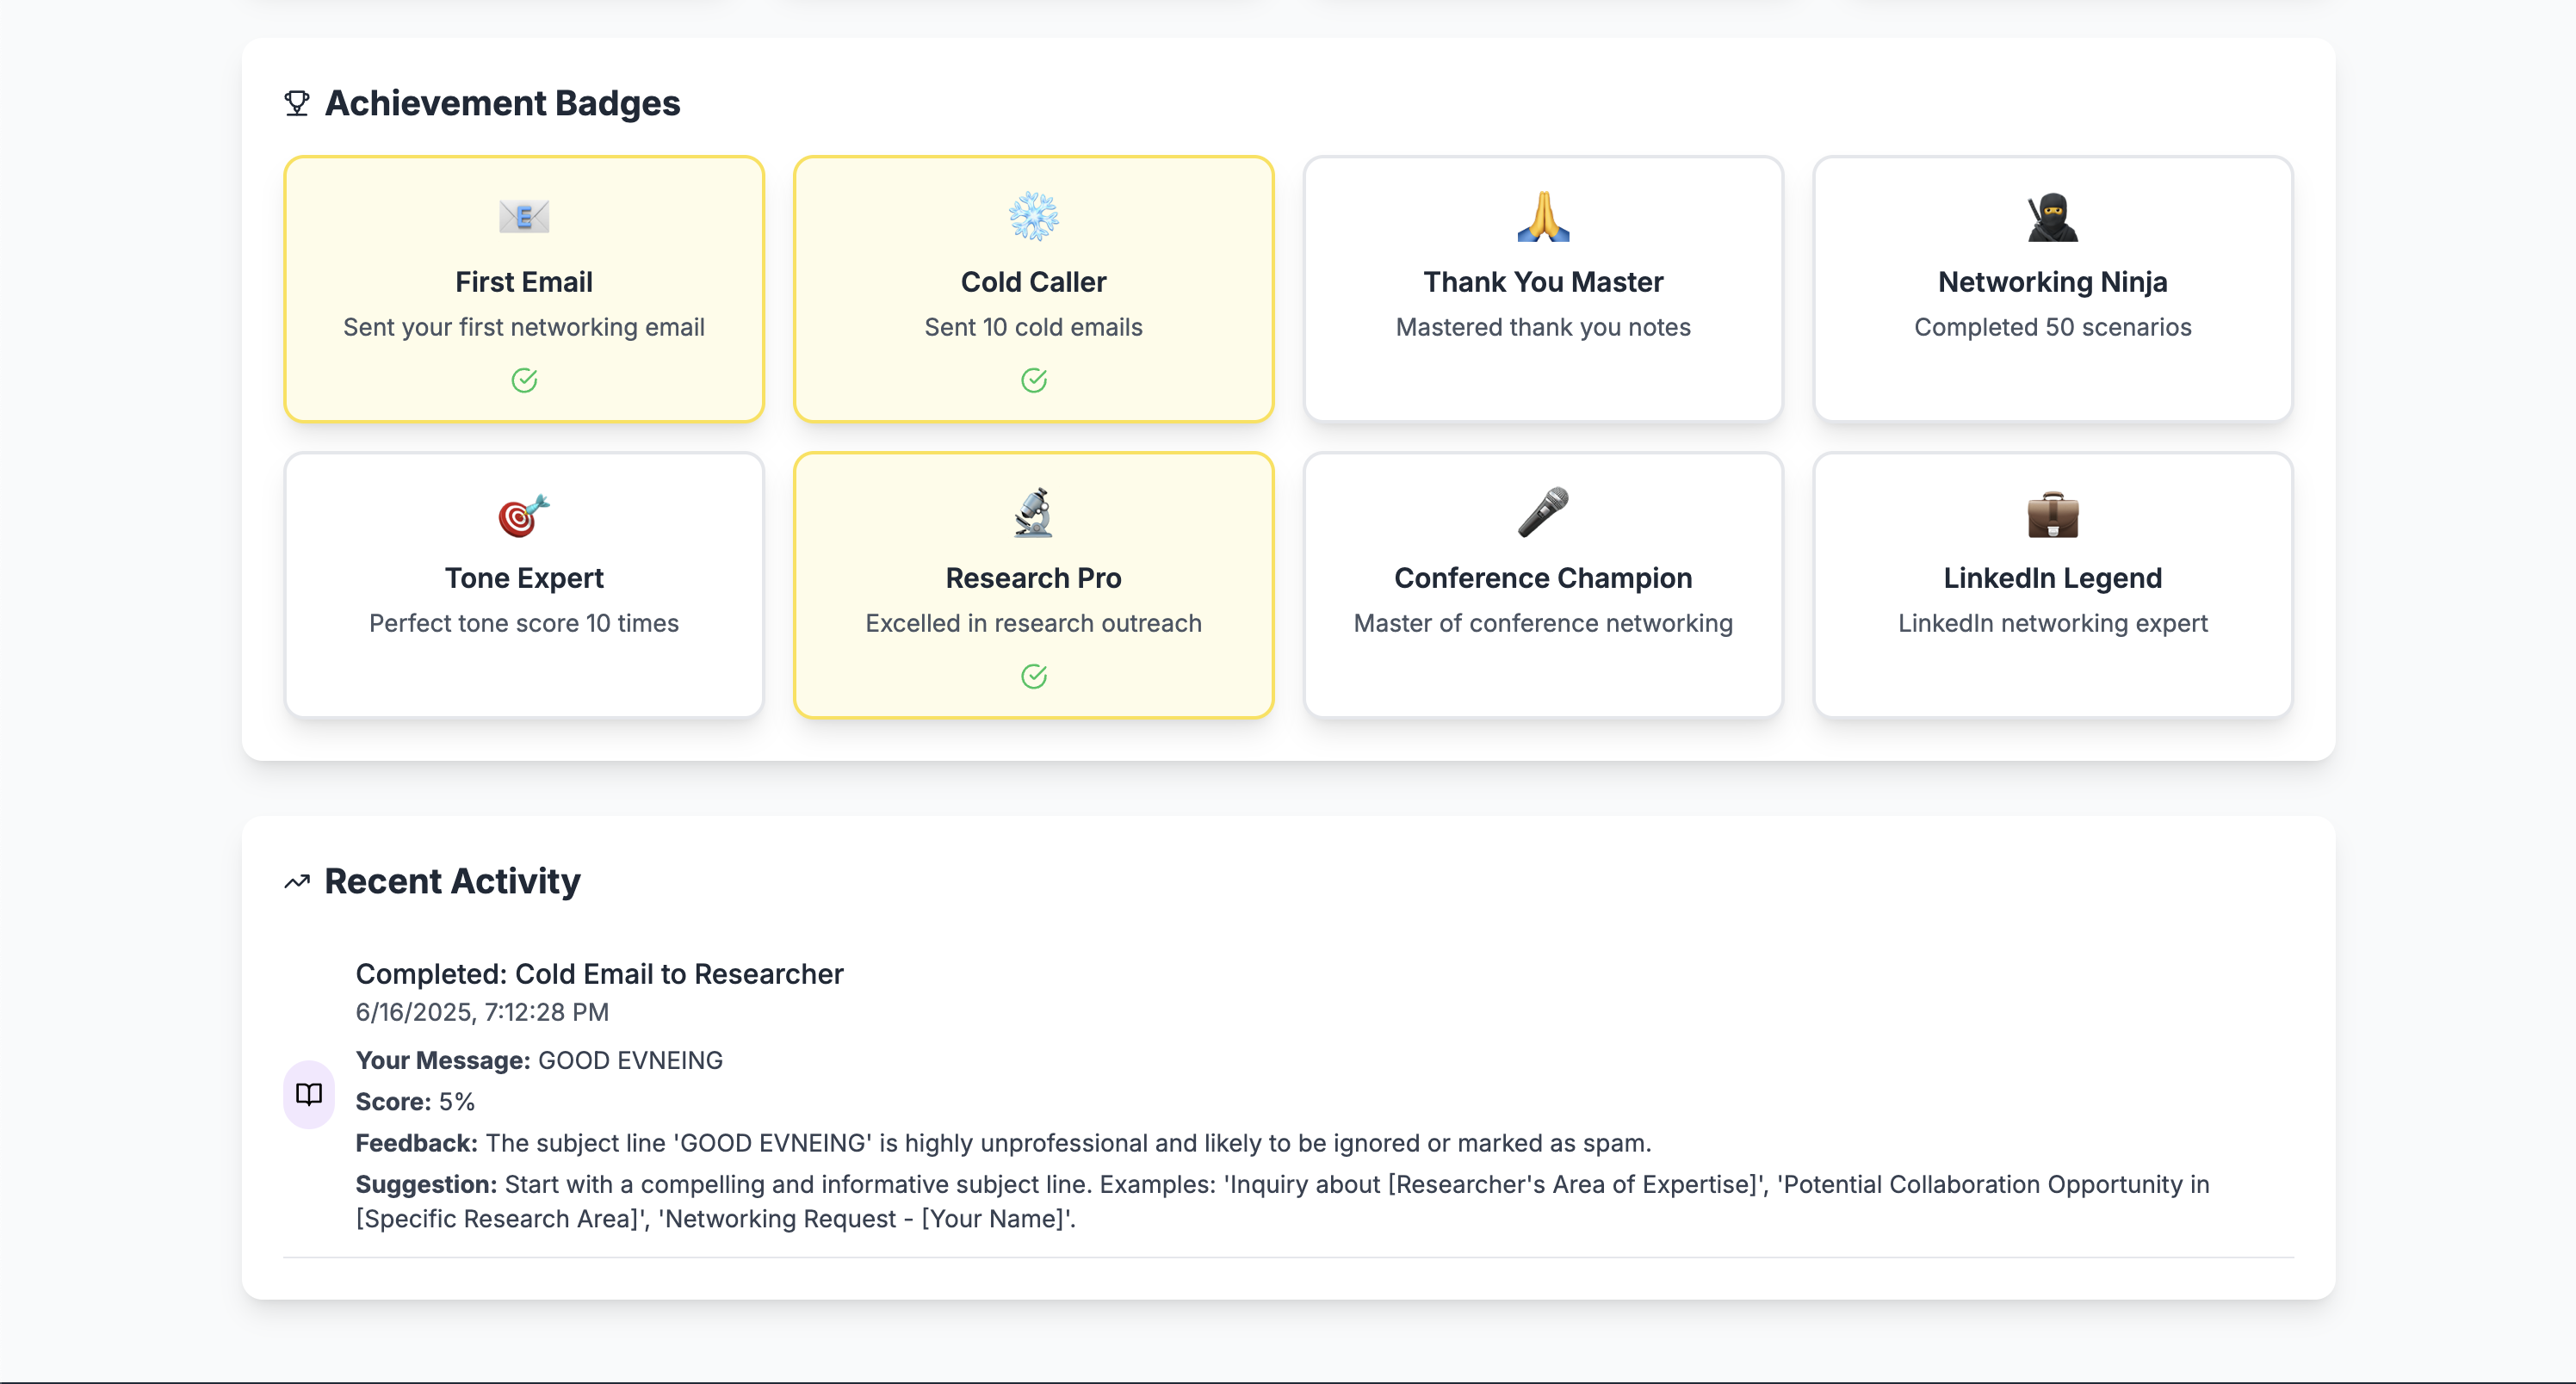 Achievement Badges
First Email
Sent your first networking email
Cold Caller
Sent 10 cold emails
Thank You Master
Mastered thank you notes
Networking Ninja
Completed 50 scenarios
Tone Expert
Perfect tone score 10 times
Research Pro
Excelled in research outreach
Conference Champion
Master of conference networking
LinkedIn Legend
LinkedIn networking expert
Recent Activity
Completed: Cold Email to Researcher
6/16/2025, 7:12:28 PM
Your Message: GOOD EVNEING
Score: 5%
Feedback: The subject line 'GOOD EVNEING' is highly unprofessional and likely to be ignored or marked as spam.
Suggestion: Start with a compelling and informative subject line. Examples: 'Inquiry about [Researcher's Area of Expertise]', 'Potential Collaboration Opportunity in
[Specific Research Area]', 'Networking Request - [Your Name]'.